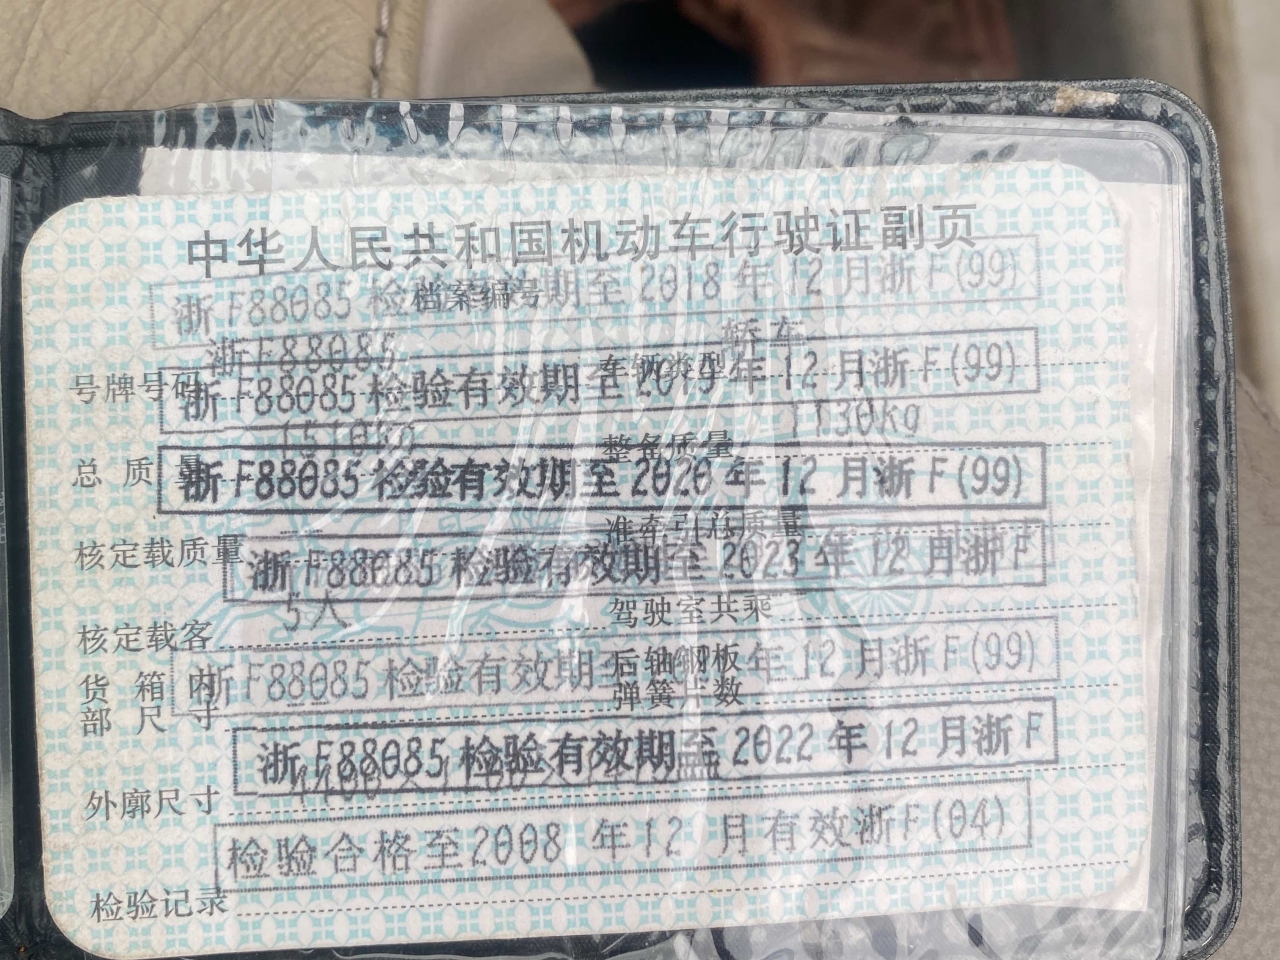 中华人民共和国机动车行驶证副页
浙F88085检 期至2018年12月浙F(99)
档案编号
浙F88085
轿车
号牌号码
车辆类型
浙F88085检验有效期至2019年12月浙F(99)
1510kg
1130kg
总质量
整备质量
浙F88085检验有效期至2020年12月浙F(99)
核定载质量
准牵引总质量
浙F88085检验有效期至2023年12月浙F
5人
核定载客
驾驶室共乘
浙F88085检验有效期 年12月浙F(99)
货箱内
部尺寸
后轴钢板
弹簧片数
浙F88085检验有效期至2022年12月浙F
外廓尺寸
检验合格至2008年12月有效浙F(04)
检验记录